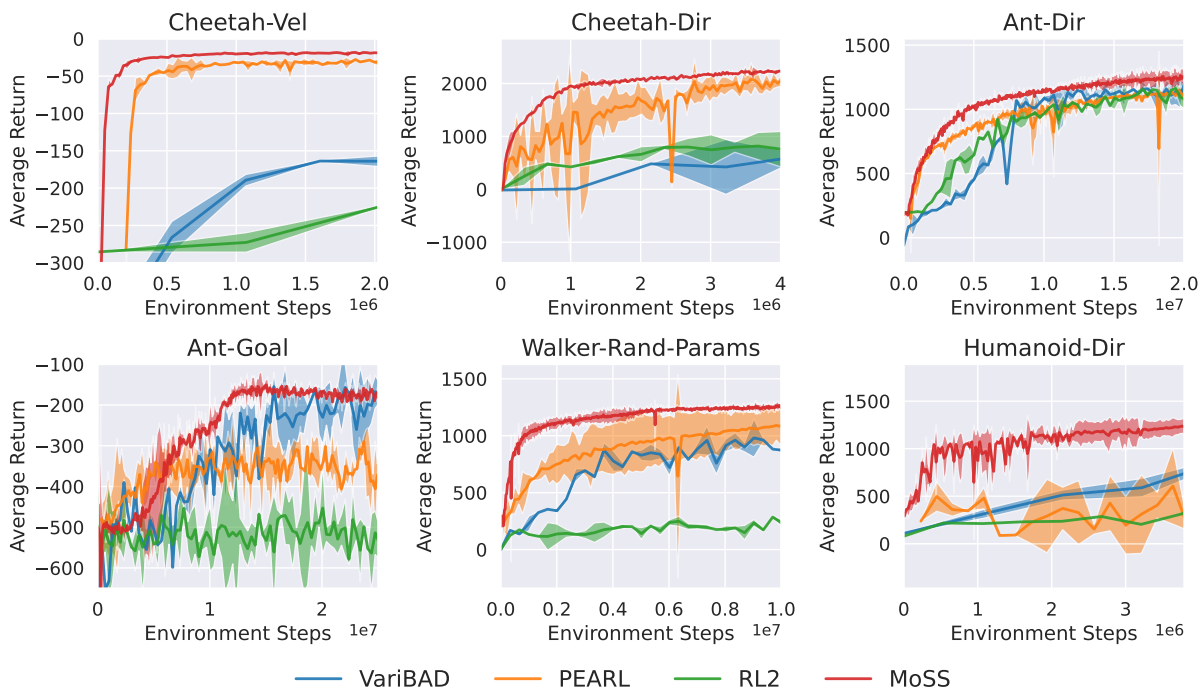 Cheetah-Vel
Average Return
0
−50
−100
−150
−200
−250
−300
0.0 0.5 1.0 1.5 2.0
Environment Steps 1e6
Cheetah-Dir
Average Return
2000
1000
0
−1000
0 1 2 3 4
Environment Steps 1e6
Ant-Dir
Average Return
1500
1000
500
0
0.0 0.5 1.0 1.5 2.0
Environment Steps 1e7
Ant-Goal
Average Return
−100
−200
−300
−400
−500
−600
0 1 2
Environment Steps 1e7
Walker-Rand-Params
Average Return
1500
1000
500
0
0.0 0.2 0.4 0.6 0.8 1.0
Environment Steps 1e7
Humanoid-Dir
Average Return
1500
1000
500
0
0 1 2 3
Environment Steps 1e6
VariBAD PEARL RL2 MoSS